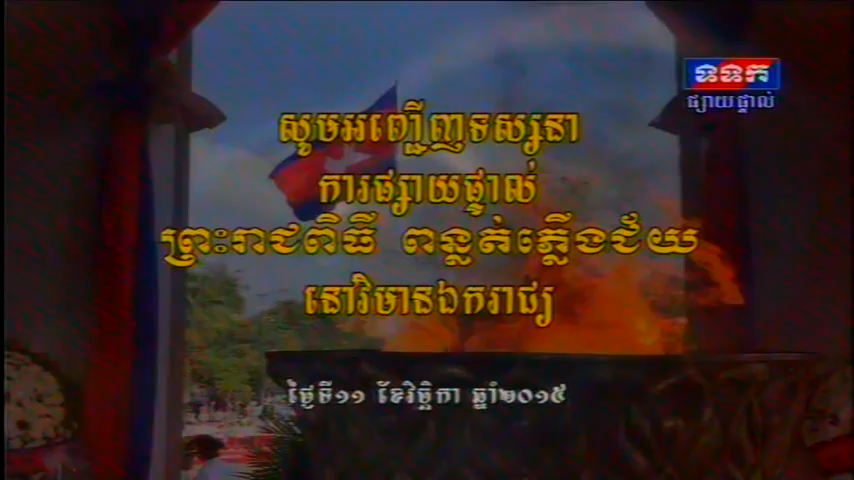 ទទក
ផ្សាយផ្ទាល់
សូមអញ្ជើញទស្សនា
ការផ្សាយផ្ទាល់
ព្រះរាជពិធី ពន្លត់ភ្លើងជ័យ
នៅវិមានឯករាជ្យ
ថ្ងៃទី១១ ខែវិច្ឆិកា ឆ្នាំ២០១៥